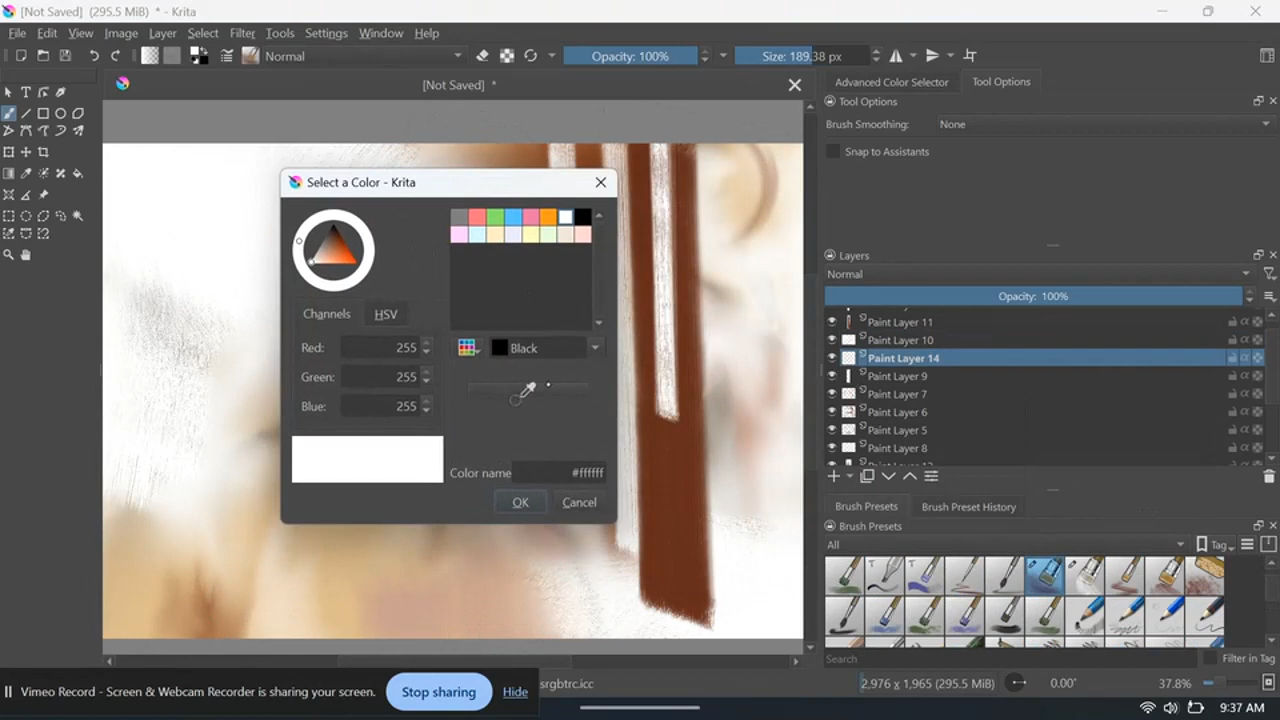 [Not Saved] (295.5 MiB) * - Krita
File Edit View Image Layer Select Filter Tools Settings Window Help
Normal
Opacity: 100%
Size: 189.38 px
[Not Saved] *
Advanced Color Selector
Tool Options
Tool Options
Brush Smoothing:
None
Snap to Assistants
Select a Color - Krita
Channels
HSV
Red: 255
Green: 255
Blue: 255
Black
Color name
#ffffff
OK
Cancel
Layers
Normal
Opacity: 100%
Paint Layer 11
Paint Layer 10
Paint Layer 14
Paint Layer 9
Paint Layer 7
Paint Layer 6
Paint Layer 5
Paint Layer 8
Brush Presets
Brush Preset History
Brush Presets
All
Tag
Search
Filter in Tag
Vimeo Record - Screen & Webcam Recorder is sharing your screen.
Stop sharing
Hide
srgbtrc.icc
2,976 x 1,965 (295.5 MiB)
0.00°
37.8%
9:37 AM